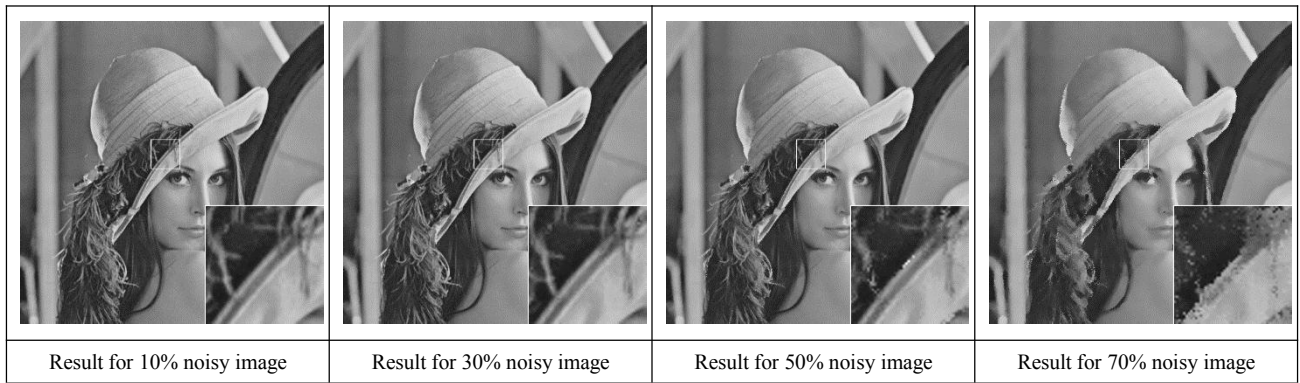 Result for 10% noisy image
Result for 30% noisy image
Result for 50% noisy image
Result for 70% noisy image